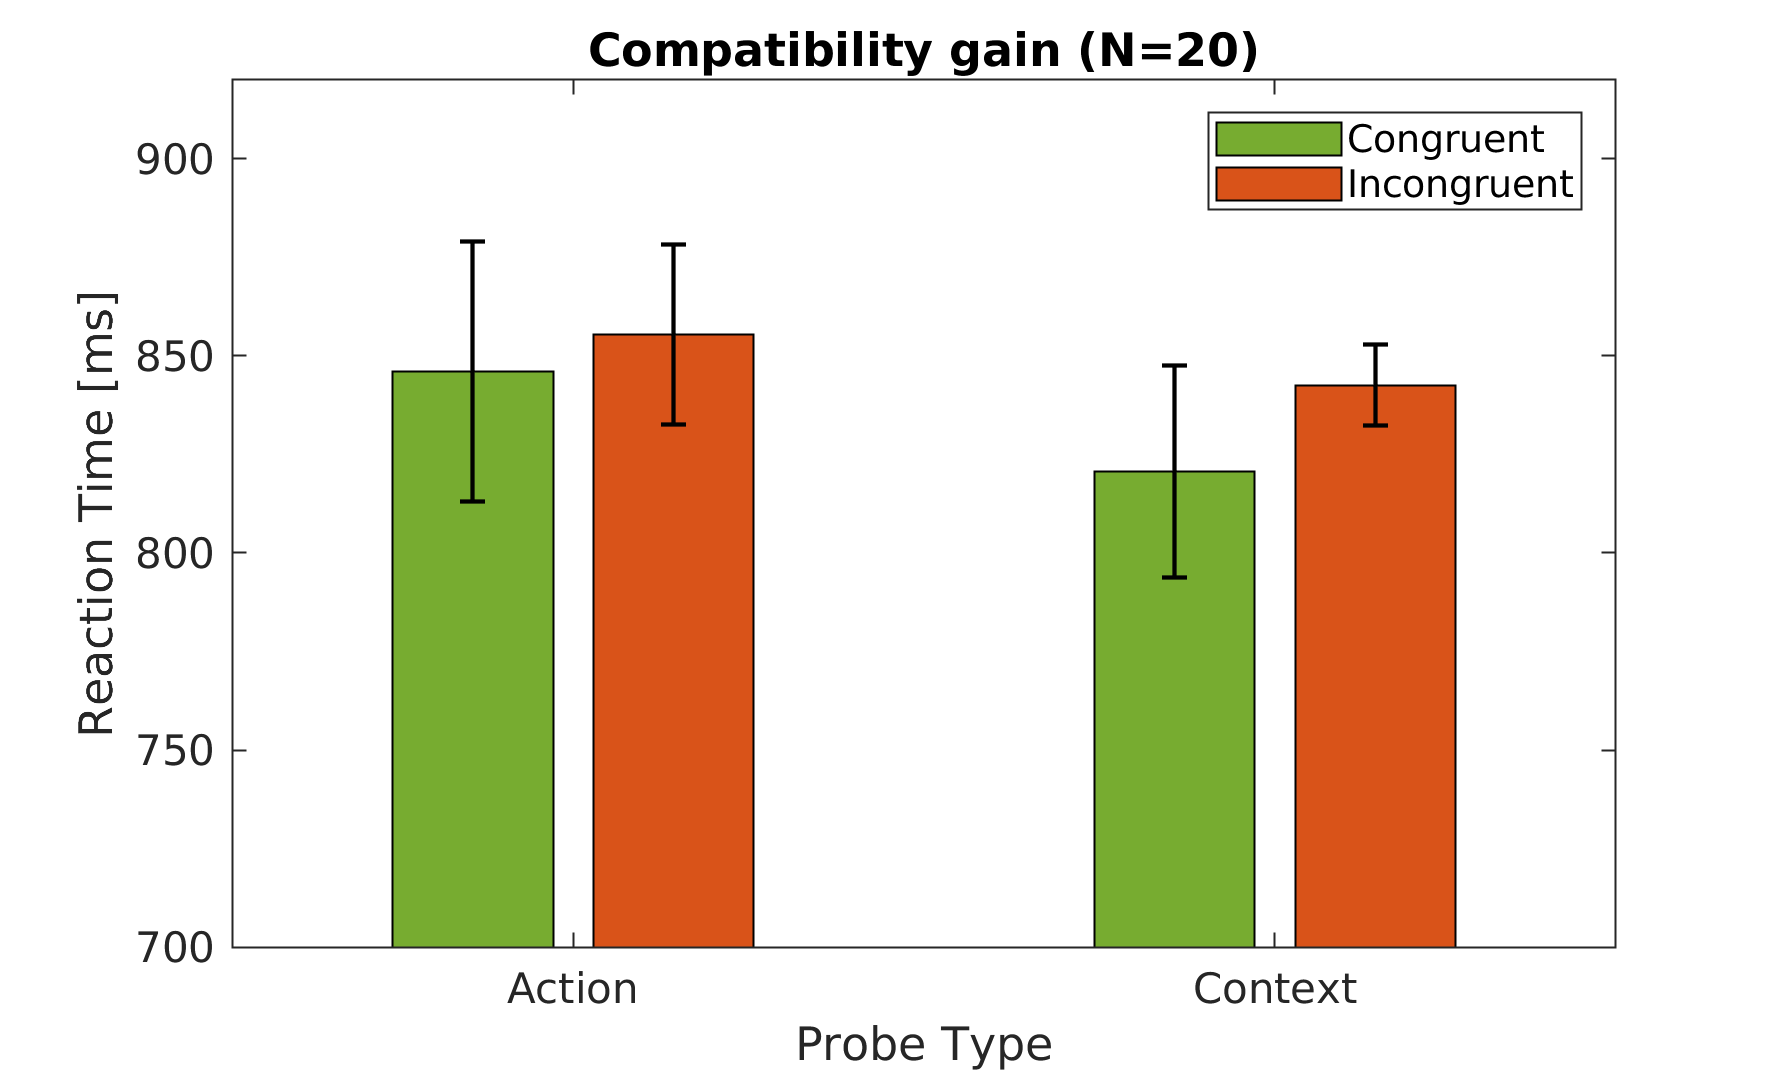 Compatibility gain (N=20)
Congruent
Incongruent
900
850
800
750
700
Reaction Time [ms]
Action
Context
Probe Type